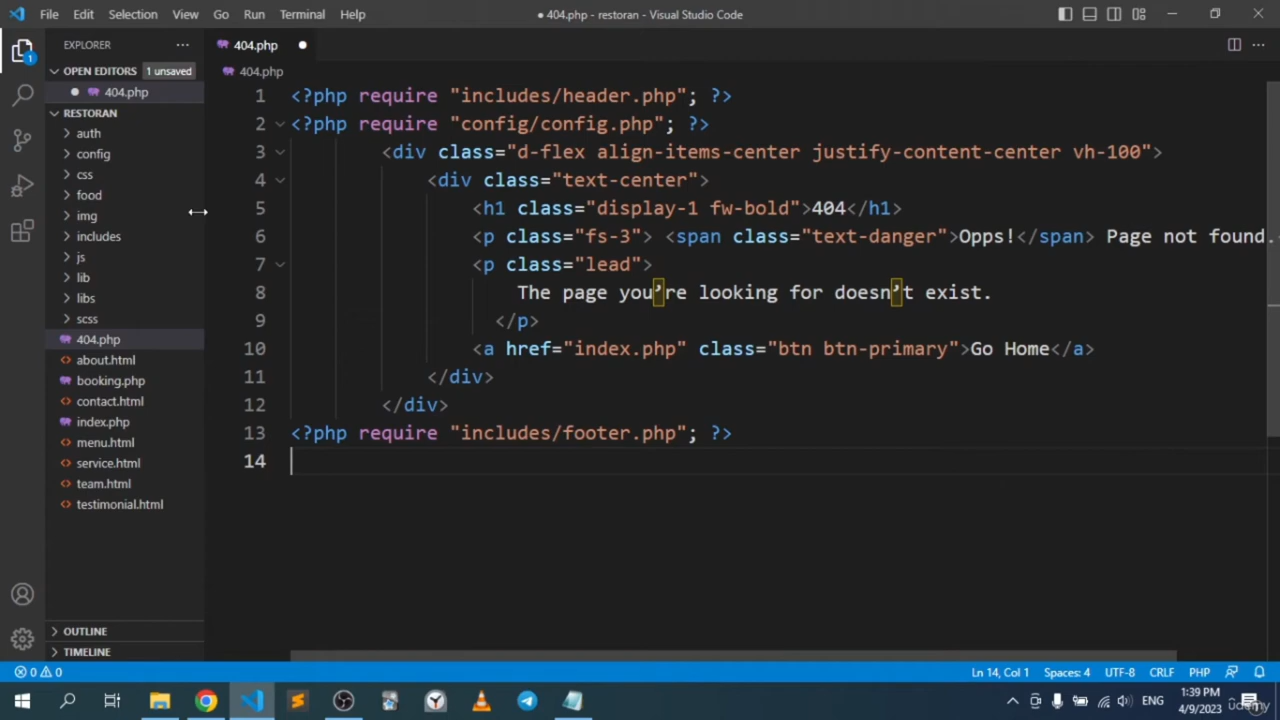 File Edit Selection View Go Run Terminal Help
● 404.php - restoran - Visual Studio Code
EXPLORER
OPEN EDITORS 1 unsaved
404.php
RESTORAN
auth
config
css
food
img
includes
js
lib
libs
scss
404.php
about.html
booking.php
contact.html
index.php
menu.html
service.html
team.html
testimonial.html
OUTLINE
TIMELINE
404.php
404.php
1 <?php require "includes/header.php"; ?>
2 <?php require "config/config.php"; ?>
3 <div class="d-flex align-items-center justify-content-center vh-100">
4 <div class="text-center">
5 <h1 class="display-1 fw-bold">404</h1>
6 <p class="fs-3"> <span class="text-danger">Opps!</span> Page not found.
7 <p class="lead">
8 The page you’re looking for doesn’t exist.
9 </p>
10 <a href="index.php" class="btn btn-primary">Go Home</a>
11 </div>
12 </div>
13 <?php require "includes/footer.php"; ?>
14
0 0
Ln 14, Col 1 Spaces: 4 UTF-8 CRLF PHP
ENG
1:39 PM
4/9/2023
udemy